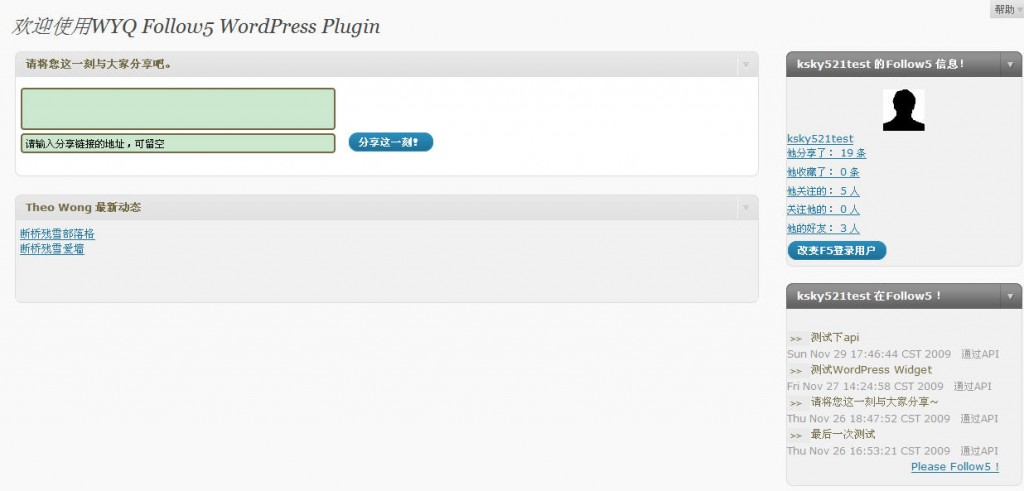 帮助
欢迎使用WYQ Follow5 WordPress Plugin
请将您这一刻与大家分享吧。
请输入分享链接的地址，可留空
分享这一刻！
Theo Wong 最新动态
断桥残雪部落格
断桥残雪爱墙
ksky521test 的Follow5 信息！
ksky521test
他分享了： 19 条
他收藏了： 0 条
他关注的： 5 人
关注他的： 0 人
他的好友： 3 人
改变F5登录用户
ksky521test 在Follow5 ！
>> 测试下api
Sun Nov 29 17:46:44 CST 2009 通过API
>> 测试WordPress Widget
Fri Nov 27 14:24:58 CST 2009 通过API
>> 请将您这一刻与大家分享~
Thu Nov 26 18:47:52 CST 2009 通过API
>> 最后一次测试
Thu Nov 26 16:53:21 CST 2009 通过API
Please Follow5 !